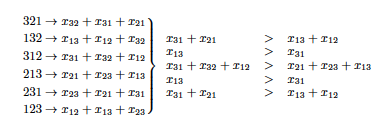 321 → x₃₂ + x₃₁ + x₂₁
132 → x₁₃ + x₁₂ + x₃₂
312 → x₃₁ + x₃₂ + x₁₂
213 → x₂₁ + x₂₃ + x₁₃
231 → x₂₃ + x₂₁ + x₃₁
123 → x₁₂ + x₁₃ + x₂₃
x₃₁ + x₂₁ > x₁₃ + x₁₂
x₁₃ > x₃₁
x₃₁ + x₃₂ + x₁₂ > x₂₁ + x₂₃ + x₁₃
x₁₃ > x₃₁
x₃₁ + x₂₁ > x₁₃ + x₁₂